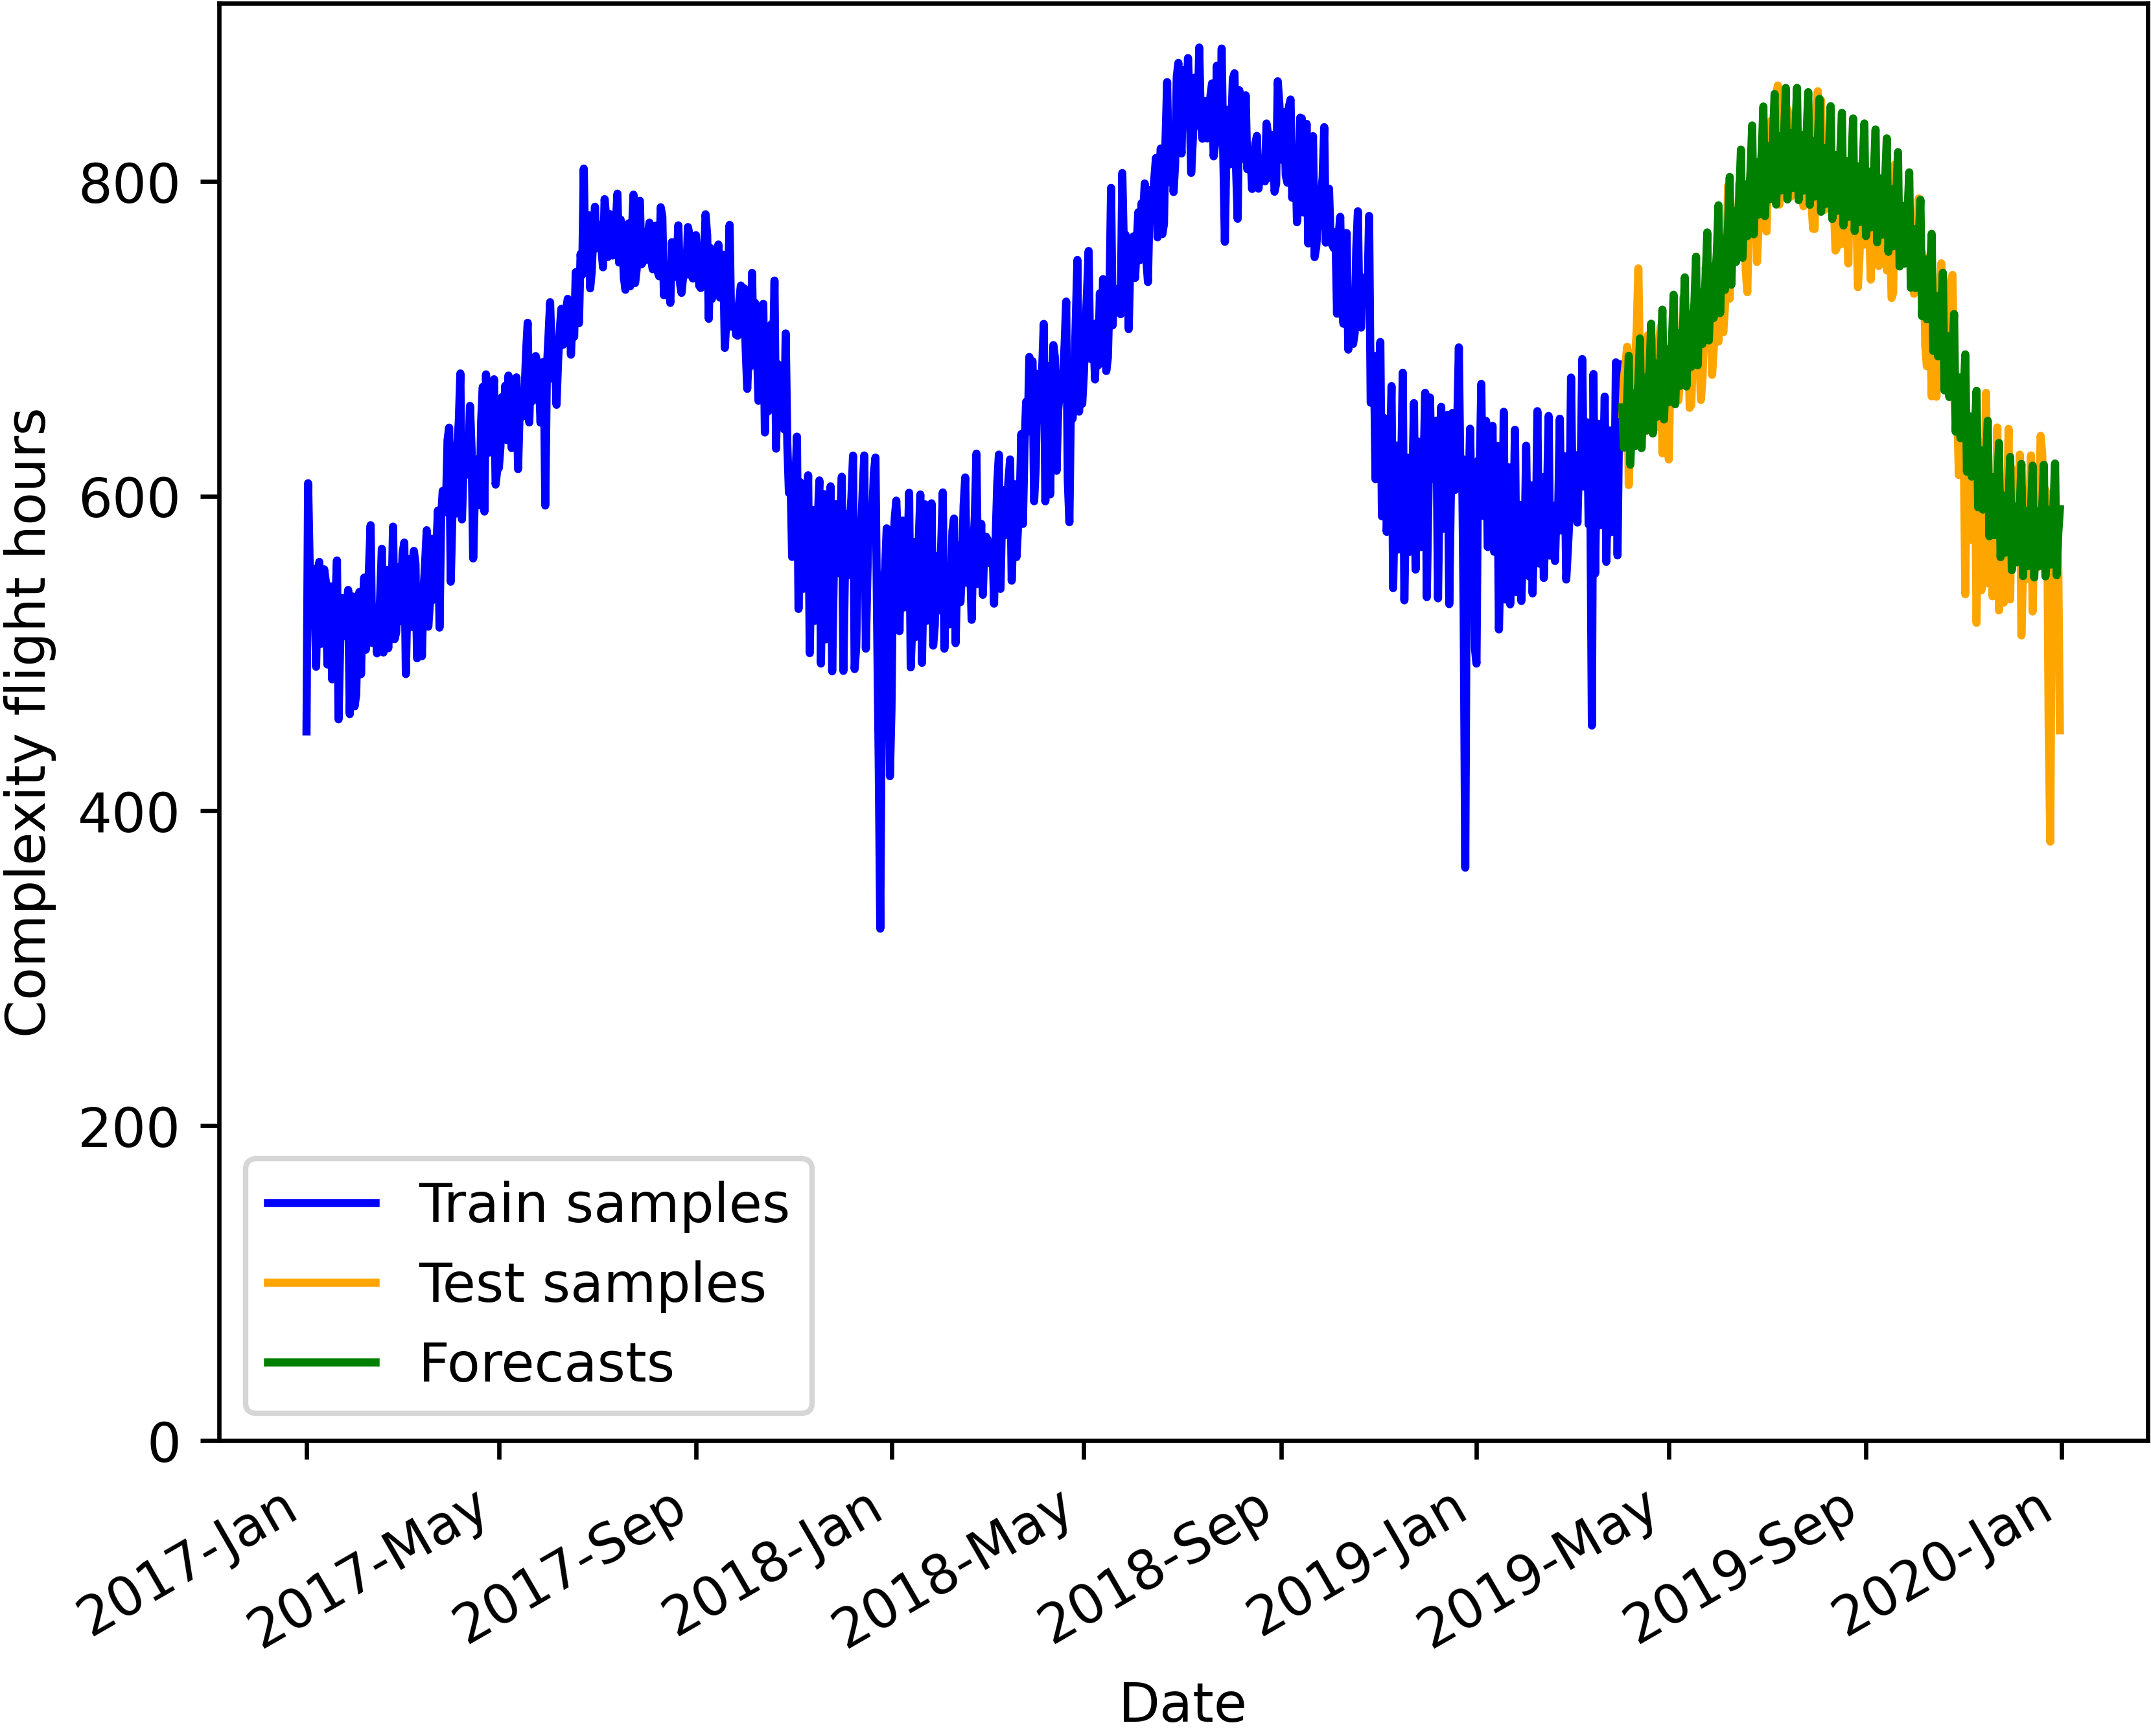 Complexity flight hours
800
600
400
200
0
Train samples
Test samples
Forecasts
2017-Jan
2017-May
2017-Sep
2018-Jan
2018-May
2018-Sep
2019-Jan
2019-May
2019-Sep
2020-Jan
Date